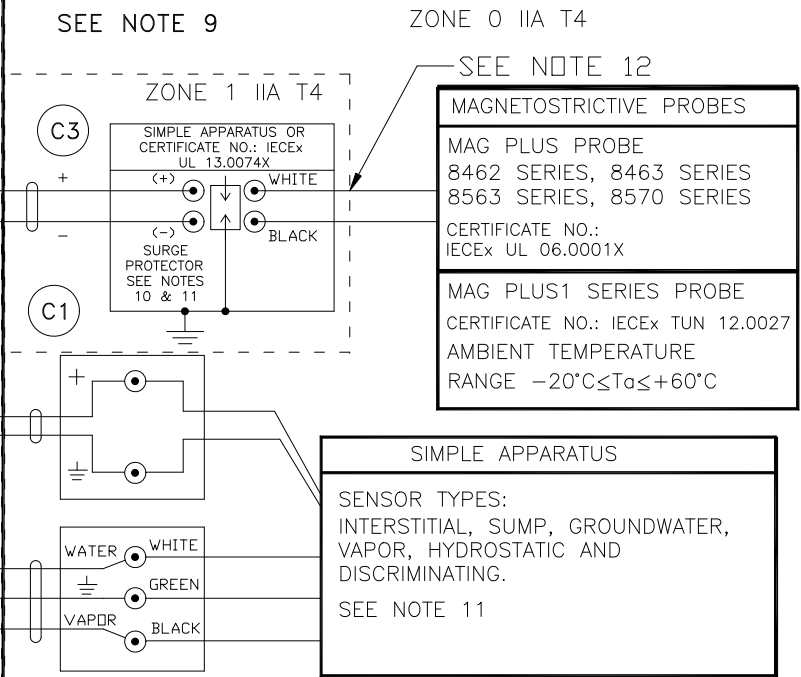 SEE NOTE 9
ZONE 0 IIA T4
SEE NOTE 12
ZONE 1 IIA T4
C3
SIMPLE APPARATUS OR
CERTIFICATE NO.: IECEx
UL 13.0074X
+
(+)
WHITE
−
(−)
BLACK
SURGE
PROTECTOR
SEE NOTES
10 & 11
C1
MAGNETOSTRICTIVE PROBES
MAG PLUS PROBE
8462 SERIES, 8463 SERIES
8563 SERIES, 8570 SERIES
CERTIFICATE NO.:
IECEx UL 06.0001X
MAG PLUS1 SERIES PROBE
CERTIFICATE NO.: IECEx TUN 12.0027
AMBIENT TEMPERATURE
RANGE −20°C≤Ta≤+60°C
+
SIMPLE APPARATUS
SENSOR TYPES:
INTERSTITIAL, SUMP, GROUNDWATER,
VAPOR, HYDROSTATIC AND
DISCRIMINATING.
SEE NOTE 11
WATER
WHITE
GREEN
VAPOR
BLACK